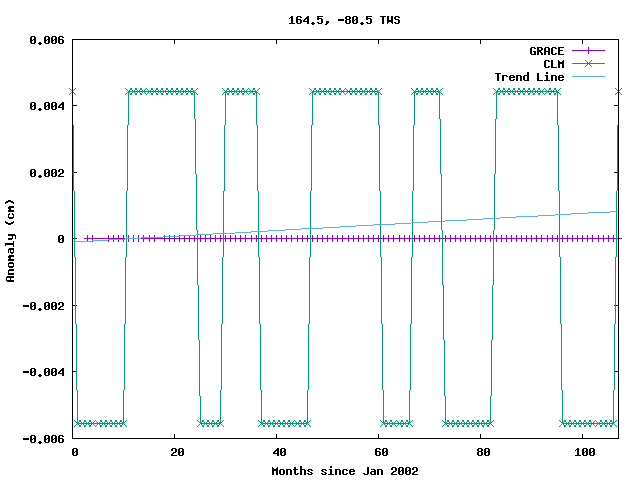 164.5, -80.5 TWS
GRACE
CLM
Trend Line
0.006
0.004
0.002
0
-0.002
-0.004
-0.006
Anomaly (cm)
0 20 40 60 80 100
Months since Jan 2002